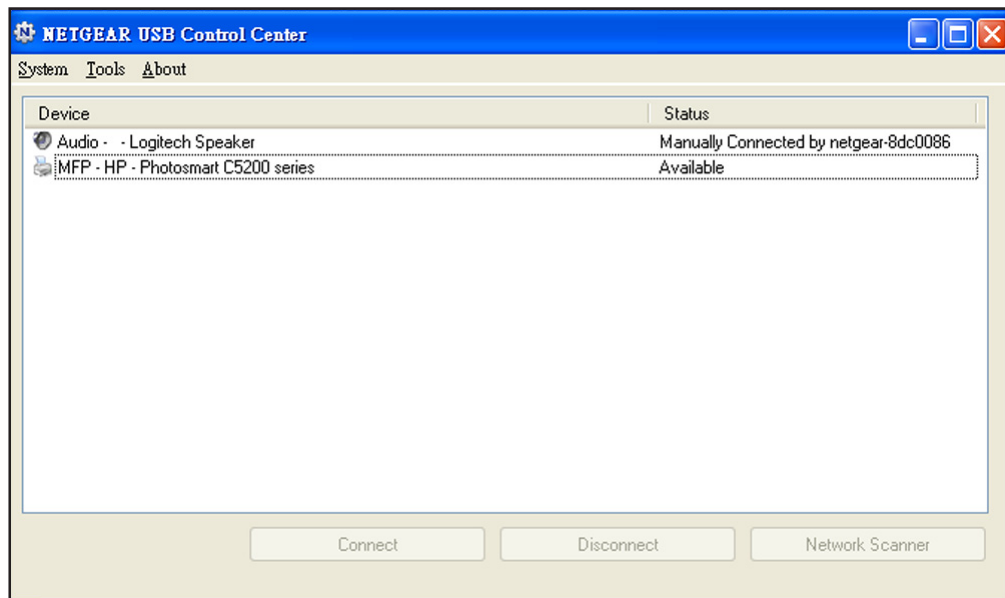 NETGEAR USB Control Center
System Tools About
Device Status
Audio - - Logitech Speaker Manually Connected by netgear-8dc0086
MFP - HP - Photosmart C5200 series Available
Connect Disconnect Network Scanner